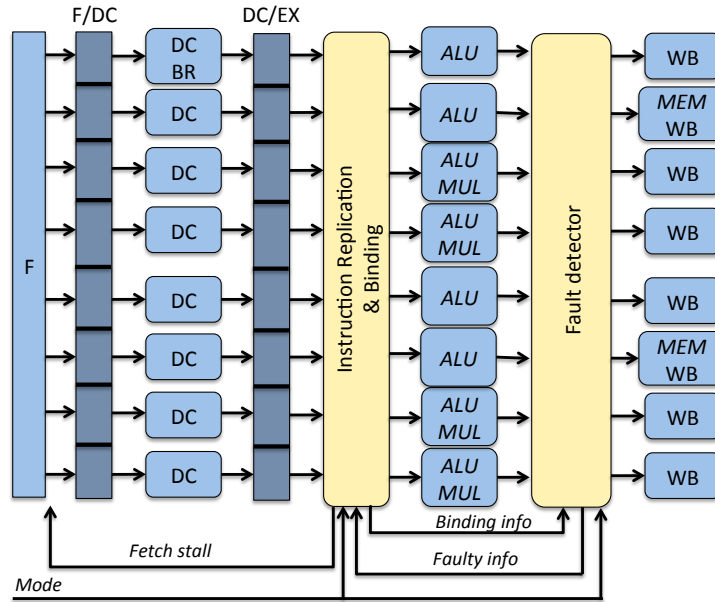 F/DC
DC/EX
F
DC
BR
DC
DC
DC
DC
DC
DC
DC
Instruction Replication
& Binding
ALU
ALU
ALU
MUL
ALU
MUL
ALU
ALU
ALU
MUL
ALU
MUL
Fault detector
WB
MEM
WB
WB
WB
WB
MEM
WB
WB
WB
Binding info
Fetch stall
Faulty info
Mode